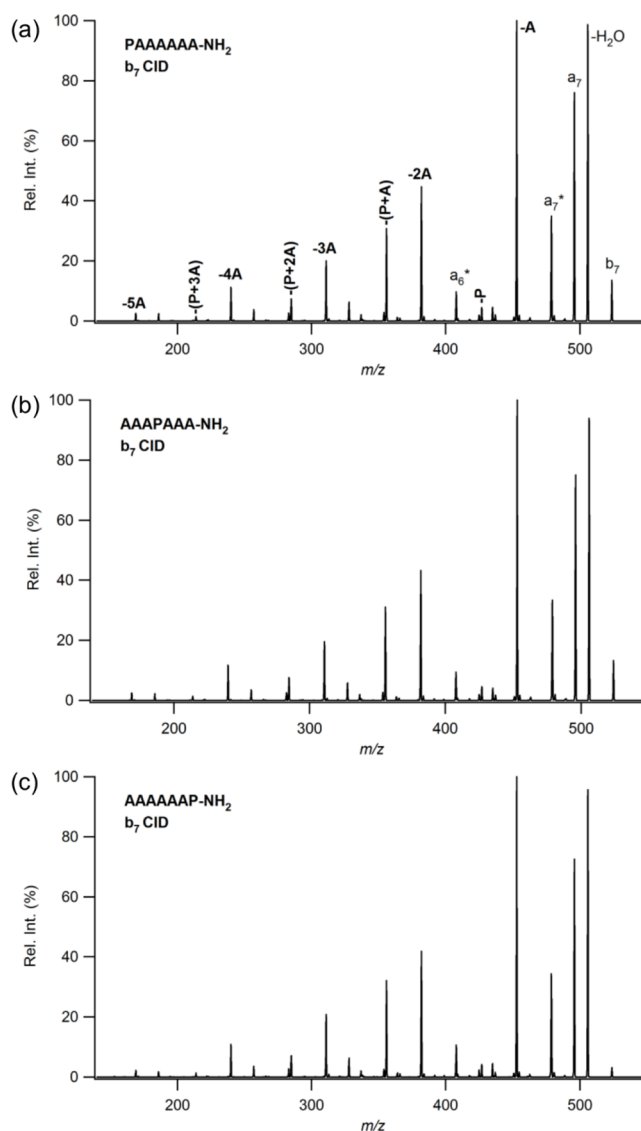 (a)
PAAAAAA-NH2
b7 CID
Rel. Int. (%)
100
80
60
40
20
0
-5A
-(P+3A)
-4A
-(P+2A)
-3A
-(P+A)
-2A
a6*
-P
-A
a7*
a7
-H2O
b7
200
300
400
500
m/z
(b)
AAAPAAA-NH2
b7 CID
Rel. Int. (%)
100
80
60
40
20
0
200
300
400
500
m/z
(c)
AAAAAAP-NH2
b7 CID
Rel. Int. (%)
100
80
60
40
20
0
200
300
400
500
m/z